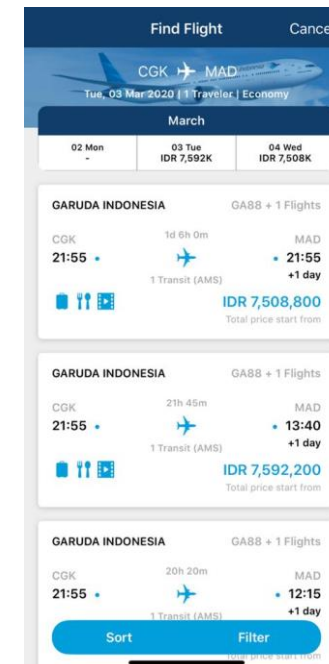 Find Flight
Cance
CGK MAD
Tue, 03 Mar 2020 | 1 Traveler | Economy
March
02 Mon 03 Tue 04 Wed
- IDR 7,592K IDR 7,508K
GARUDA INDONESIA GA88 + 1 Flights
CGK 1d 6h 0m MAD
21:55 21:55
1 Transit (AMS) +1 day
IDR 7,508,800
Total price start from
GARUDA INDONESIA GA88 + 1 Flights
CGK 21h 45m MAD
21:55 13:40
1 Transit (AMS) +1 day
IDR 7,592,200
Total price start from
GARUDA INDONESIA GA88 + 1 Flights
CGK 20h 20m MAD
21:55 12:15
1 Transit (AMS) +1 day
Sort Filter
Total price start from